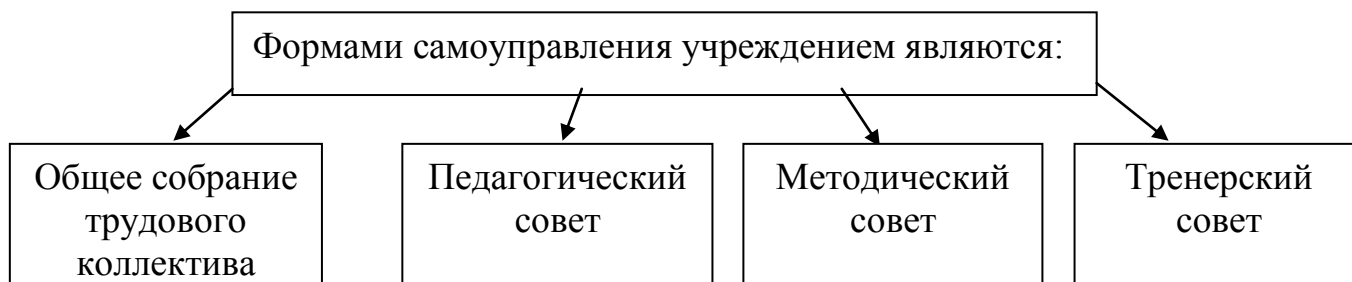 Формами самоуправления учреждением являются:
Общее собрание
трудового
коллектива
Педагогический
совет
Методический
совет
Тренерский
совет